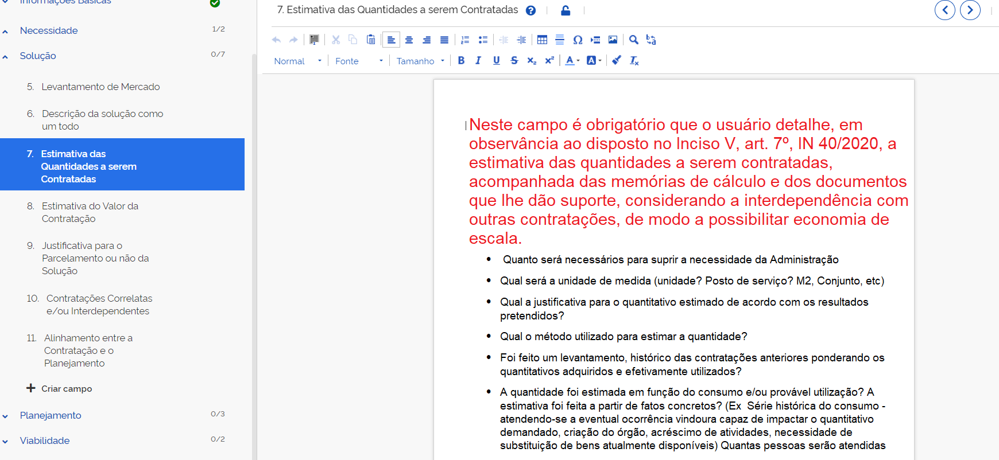 Informações Básicas
Necessidade 1/2
Solução 0/7
5. Levantamento de Mercado
6. Descrição da solução como
um todo
7. Estimativa das
Quantidades a serem
Contratadas
8. Estimativa do Valor da
Contratação
9. Justificativa para o
Parcelamento ou não da
Solução
10. Contratações Correlatas
e/ou Interdependentes
11. Alinhamento entre a
Contratação e o
Planejamento
+ Criar campo
Planejamento 0/3
Viabilidade 0/2
7. Estimativa das Quantidades a serem Contratadas
Normal Fonte Tamanho
Neste campo é obrigatório que o usuário detalhe, em
observância ao disposto no Inciso V, art. 7º, IN 40/2020, a
estimativa das quantidades a serem contratadas,
acompanhada das memórias de cálculo e dos documentos
que lhe dão suporte, considerando a interdependência com
outras contratações, de modo a possibilitar economia de
escala.
• Quanto será necessários para suprir a necessidade da Administração
• Qual será a unidade de medida (unidade? Posto de serviço? M2, Conjunto, etc)
• Qual a justificativa para o quantitativo estimado de acordo com os resultados
pretendidos?
• Qual o método utilizado para estimar a quantidade?
• Foi feito um levantamento, histórico das contratações anteriores ponderando os
quantitativos adquiridos e efetivamente utilizados?
• A quantidade foi estimada em função do consumo e/ou provável utilização? A
estimativa foi feita a partir de fatos concretos? (Ex  Série histórica do consumo -
atendendo-se a eventual ocorrência vindoura capaz de impactar o quantitativo
demandado, criação do órgão, acréscimo de atividades, necessidade de
substituição de bens atualmente disponíveis) Quantas pessoas serão atendidas